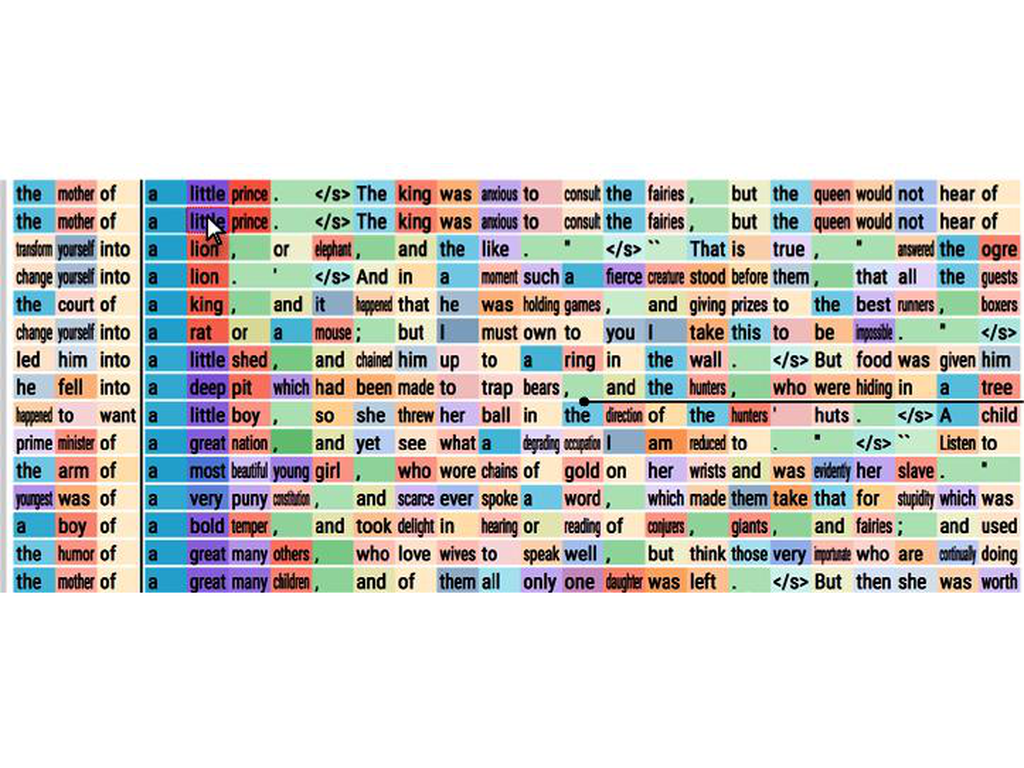 the mother of a little prince . </s> The king was anxious to consult the fairies , but the queen would not hear of
the mother of a little prince . </s> The king was anxious to consult the fairies , but the queen would not hear of
transform yourself into a lion , or elephant , and the like . " </s> `` That is true , " answered the ogre
change yourself into a lion . ' </s> And in a moment such a fierce creature stood before them , that all the guests
the court of a king , and it happened that he was holding games , and giving prizes to the best runners , boxers
change yourself into a rat or a mouse ; but I must own to you I take this to be impossible . " </s>
led him into a little shed , and chained him up to a ring in the wall . </s> But food was given him
he fell into a deep pit which had been made to trap bears , and the hunters , who were hiding in a tree
happened to want a little boy , so she threw her ball in the direction of the hunters ' huts . </s> A child
prime minister of a great nation , and yet see what a degrading occupation I am reduced to . " </s> `` Listen to
the arm of a most beautiful young girl , who wore chains of gold on her wrists and was evidently her slave . "
youngest was of a very puny constitution , and scarce ever spoke a word , which made them take that for stupidity which was
a boy of a bold temper , and took delight in hearing or reading of conjurers , giants , and fairies ; and used
the humor of a great many others , who love wives to speak well , but think those very importunate who are continually doing
the mother of a great many children , and of them all only one daughter was left . </s> But then she was worth